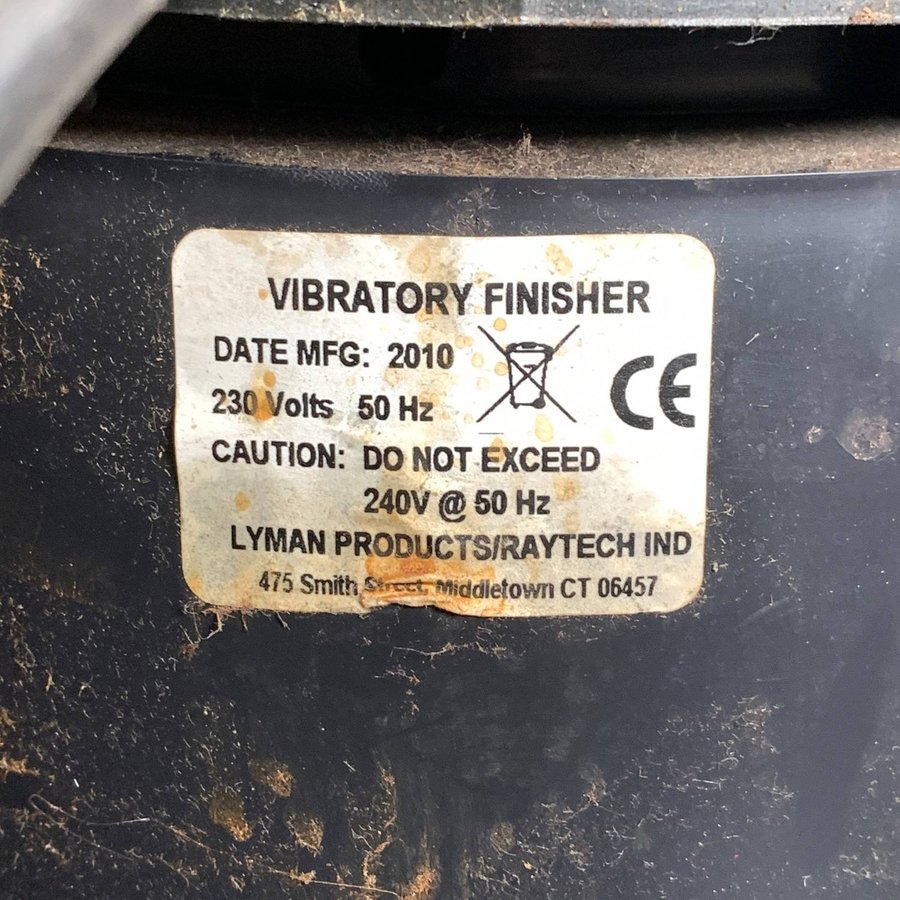 VIBRATORY FINISHER
DATE MFG: 2010
230 Volts 50 Hz
CE
CAUTION: DO NOT EXCEED
240V @ 50 Hz
LYMAN PRODUCTS/RAYTECH IND
475 Smith Street, Middletown CT 06457